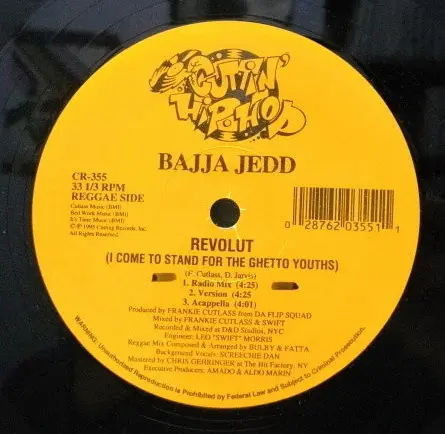 CUTTIN'
HIPHOP
BAJJA JEDD
CR-355
33 1/3 RPM
REGGAE SIDE
Cutlass Music (BMI)
Bed Work Music (BMI)
It's Time Music (BMI)
© ℗ 1995 Cutting Records, Inc.
All Rights Reserved.
0 28762 03551 1
REVOLUT
(I COME TO STAND FOR THE GHETTO YOUTHS)
(F. Cutlass, D. Jarvis)
1. Radio Mix (4:25)
2. Version (4:25
3. Acappella (4:01)
Produced by FRANKIE CUTLASS from DA FLIP SQUAD
Mixed by FRANKIE CUTLASS & SWIFT
Recorded & Mixed at D&D Studios, NYC
Engineer: LEO "SWIFT" MORRIS
Reggae Mix Composed & Arranged by BULBY & FATTA
Background Vocals: SCREECHIE DAN
Mastered by CHRIS GEHRINGER at The Hit Factory, NY
Executive Producers: AMADO & ALDO MARIN
WARNING: Unauthorized Reproduction is Prohibited by Federal Law and Subject to Criminal Prosecution.